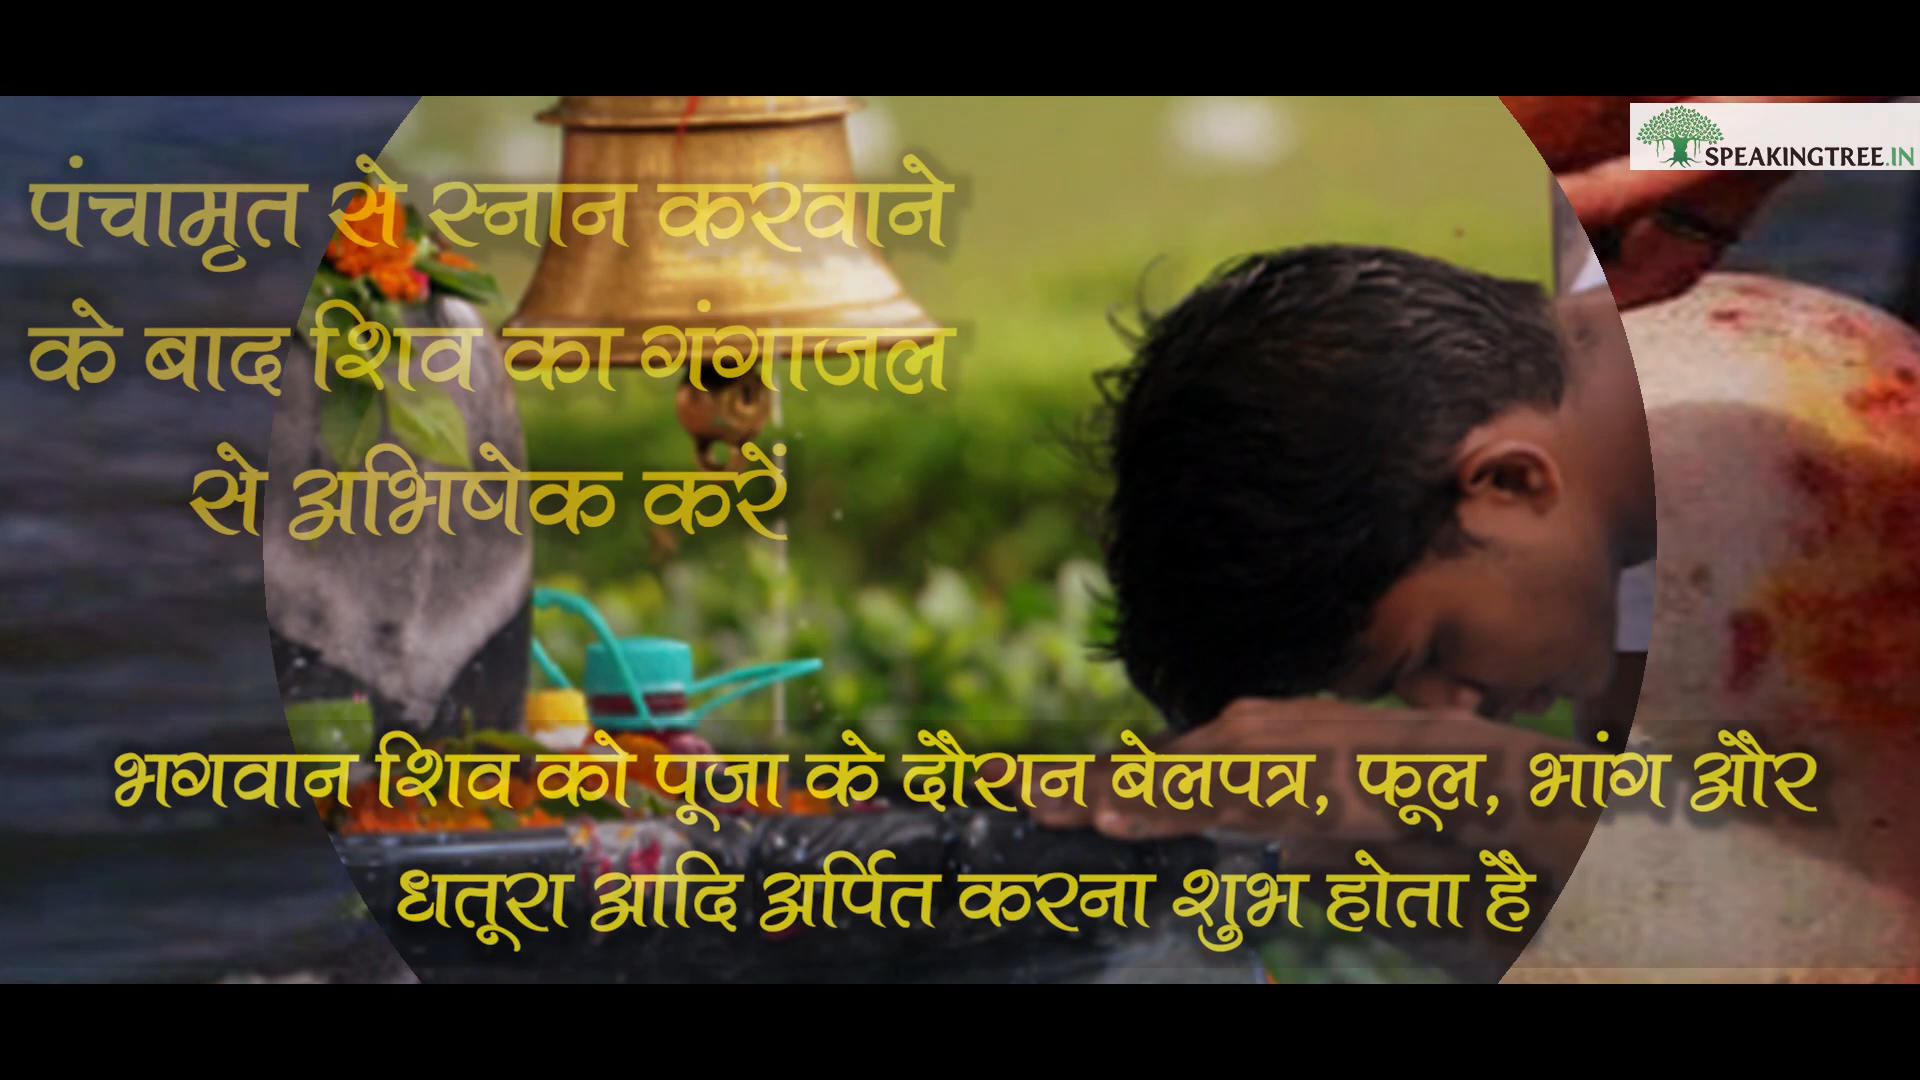 SPEAKINGTREE.IN
पंचामृत से स्नान करवाने
के बाद शिव का गंगाजल
से अभिषेक करें
भगवान शिव को पूजा के दौरान बेलपत्र, फूल, भांग और
धतूरा आदि अर्पित करना शुभ होता है